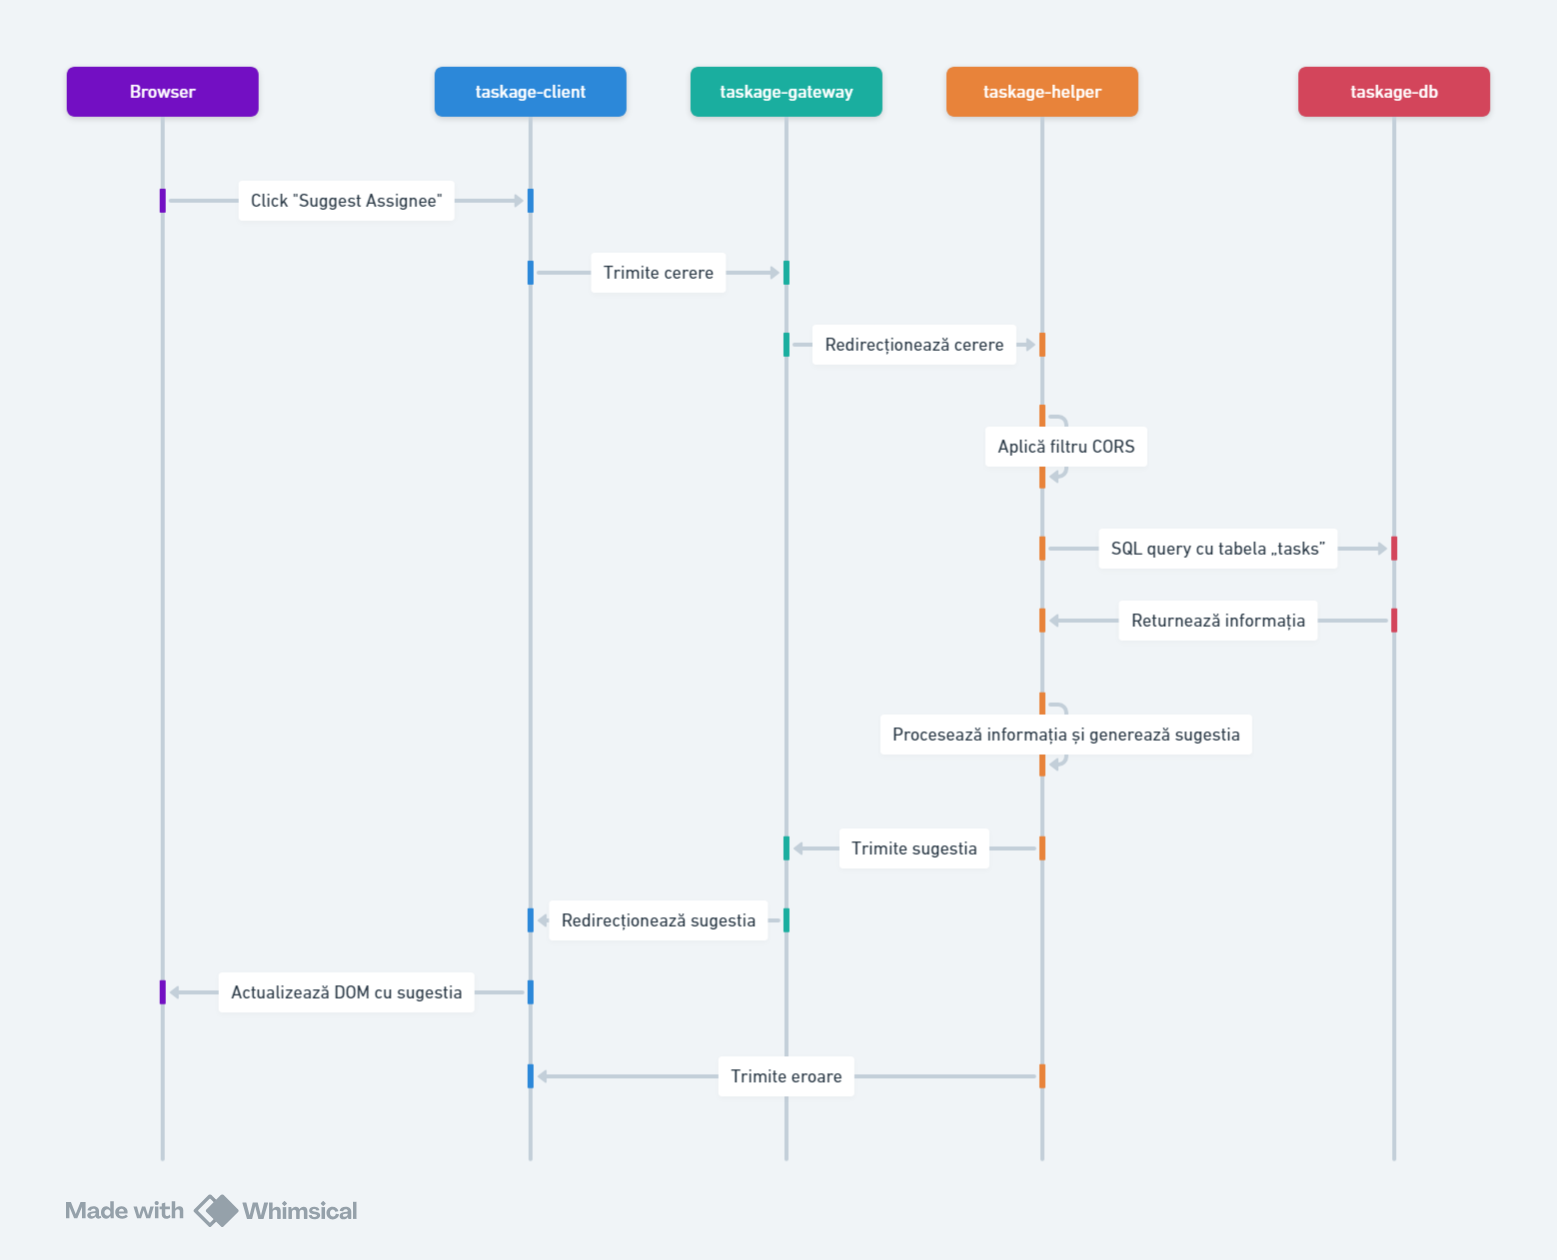 Browser
taskage-client
taskage-gateway
taskage-helper
taskage-db
Click "Suggest Assignee"
Trimite cerere
Redirecționează cerere
Aplică filtru CORS
SQL query cu tabela „tasks”
Returnează informația
Procesează informația și generează sugestia
Trimite sugestia
Redirecționează sugestia
Actualizează DOM cu sugestia
Trimite eroare
Made with Whimsical